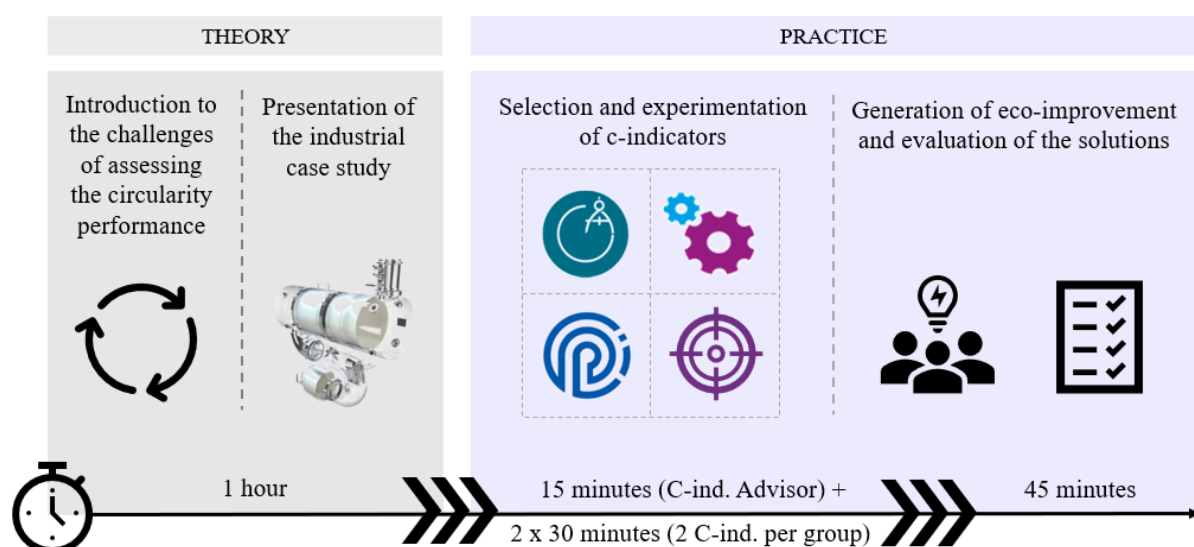 THEORY
PRACTICE
Introduction to
the challenges
of assessing
the circularity
performance
Presentation of
the industrial
case study
Selection and experimentation
of c-indicators
Generation of eco-improvement
and evaluation of the solutions
1 hour
15 minutes (C-ind. Advisor) +
2 x 30 minutes (2 C-ind. per group)
45 minutes